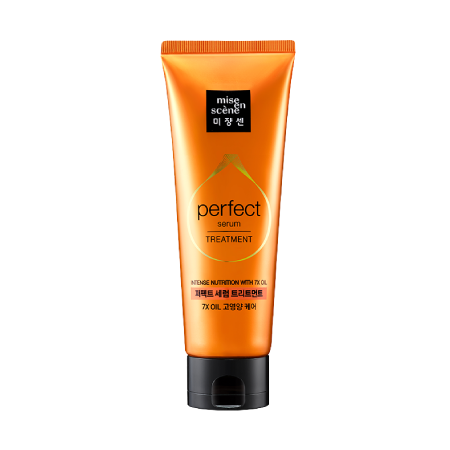 mise
en
scène
미쟝센
perfect
serum
TREATMENT
INTENSE NUTRITION WITH 7X OIL
퍼펙트 세럼 트리트먼트
7X OIL 고영양 케어